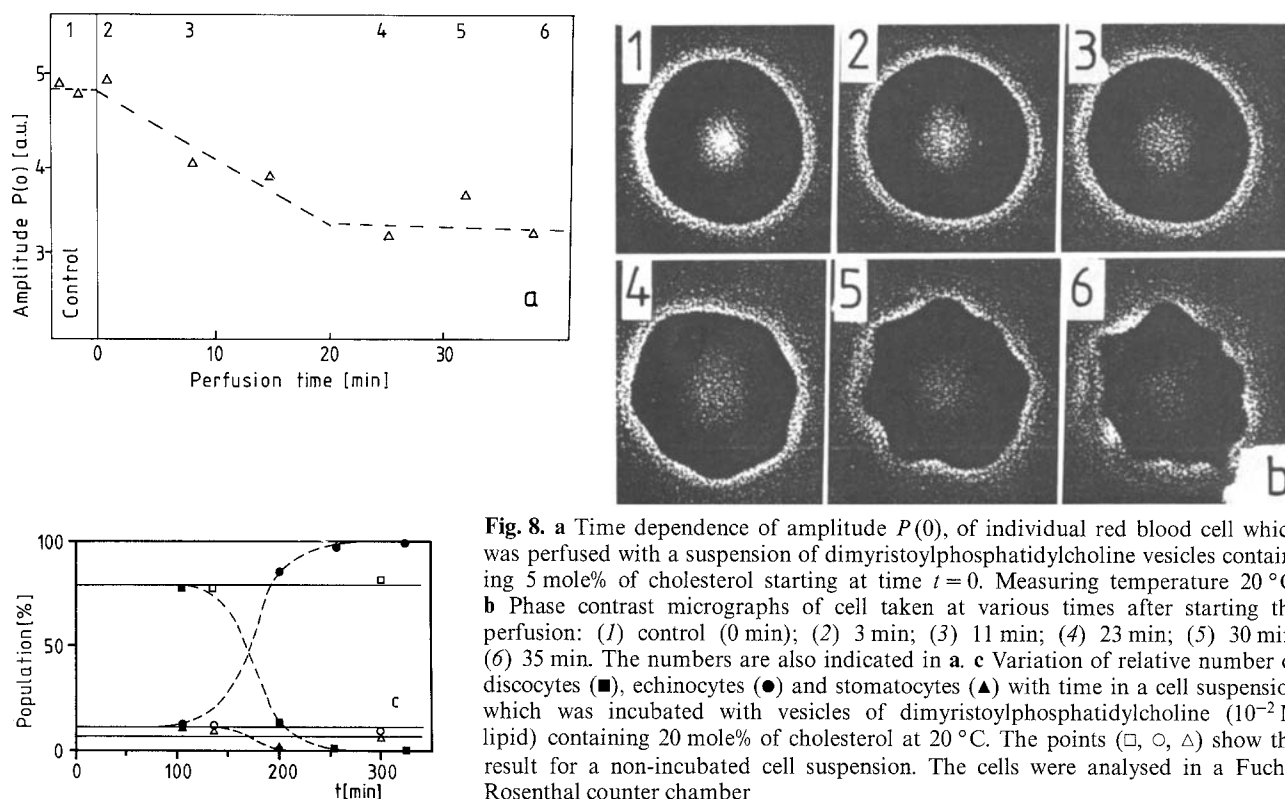 1 2 3 4 5 6
5
4
3
Amplitude P(o) [a.u.]
Control
a
0 10 20 30
Perfusion time [min]
1 2 3
4 5 6
b
100
50
0
Population [%]
c
0 100 200 300
t[min]
Fig. 8. a Time dependence of amplitude P(0), of individual red blood cell whic
was perfused with a suspension of dimyristoylphosphatidylcholine vesicles contain
ing 5 mole% of cholesterol starting at time t = 0. Measuring temperature 20 °C
b Phase contrast micrographs of cell taken at various times after starting th
perfusion: (1) control (0 min); (2) 3 min; (3) 11 min; (4) 23 min; (5) 30 min
(6) 35 min. The numbers are also indicated in a. c Variation of relative number o
discocytes (■), echinocytes (●) and stomatocytes (▲) with time in a cell suspensio
which was incubated with vesicles of dimyristoylphosphatidylcholine (10⁻² M
lipid) containing 20 mole% of cholesterol at 20 °C. The points (□, ○, △) show th
result for a non-incubated cell suspension. The cells were analysed in a Fuch
Rosenthal counter chamber